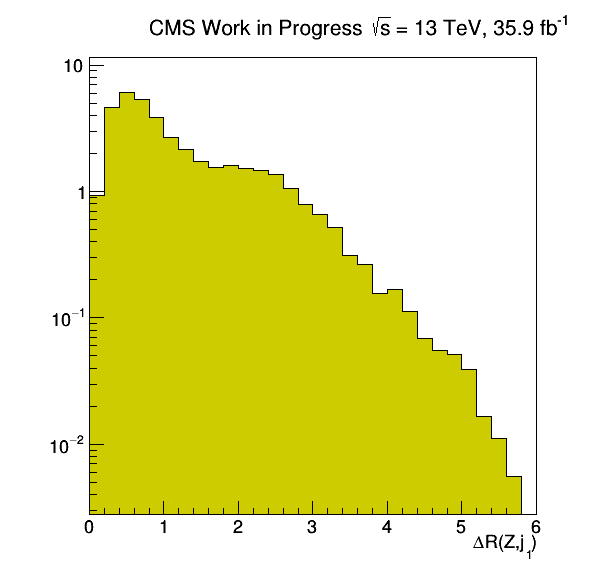 CMS Work in Progress √s = 13 TeV, 35.9 fb⁻¹
10
1
10⁻¹
10⁻²
0 1 2 3 4 5 6
ΔR(Z,j₁)